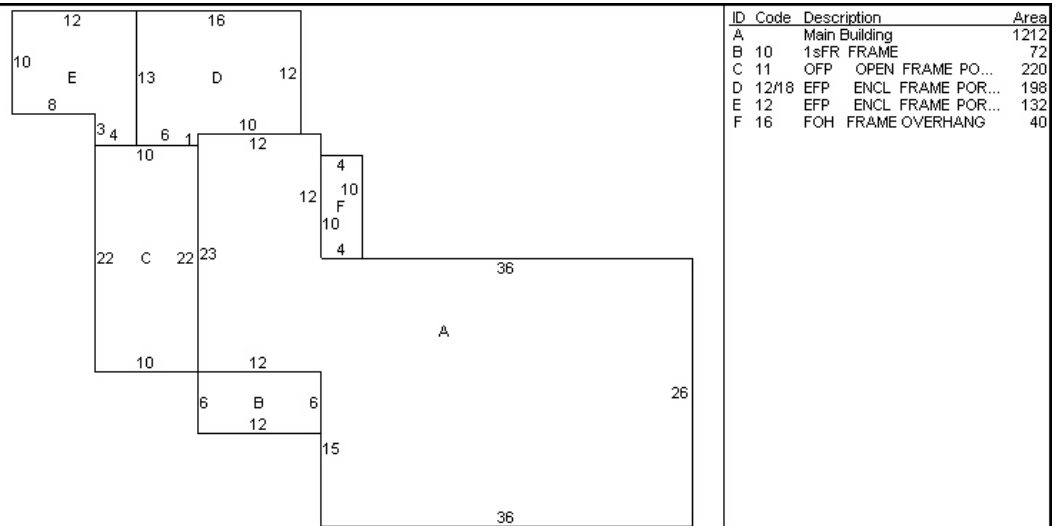 12 16
10 E 13 D 12
8
3 4 6 1 10
10 12
4
12 10
F
10
22 C 22 23 4
36
A
10 12
26
6 B 6
12
15
36
ID Code Description Area
A Main Building 1212
B 10 1sFR FRAME 72
C 11 OFP OPEN FRAME PO... 220
D 12/18 EFP ENCL FRAME POR... 198
E 12 EFP ENCL FRAME POR... 132
F 16 FOH FRAME OVERHANG 40